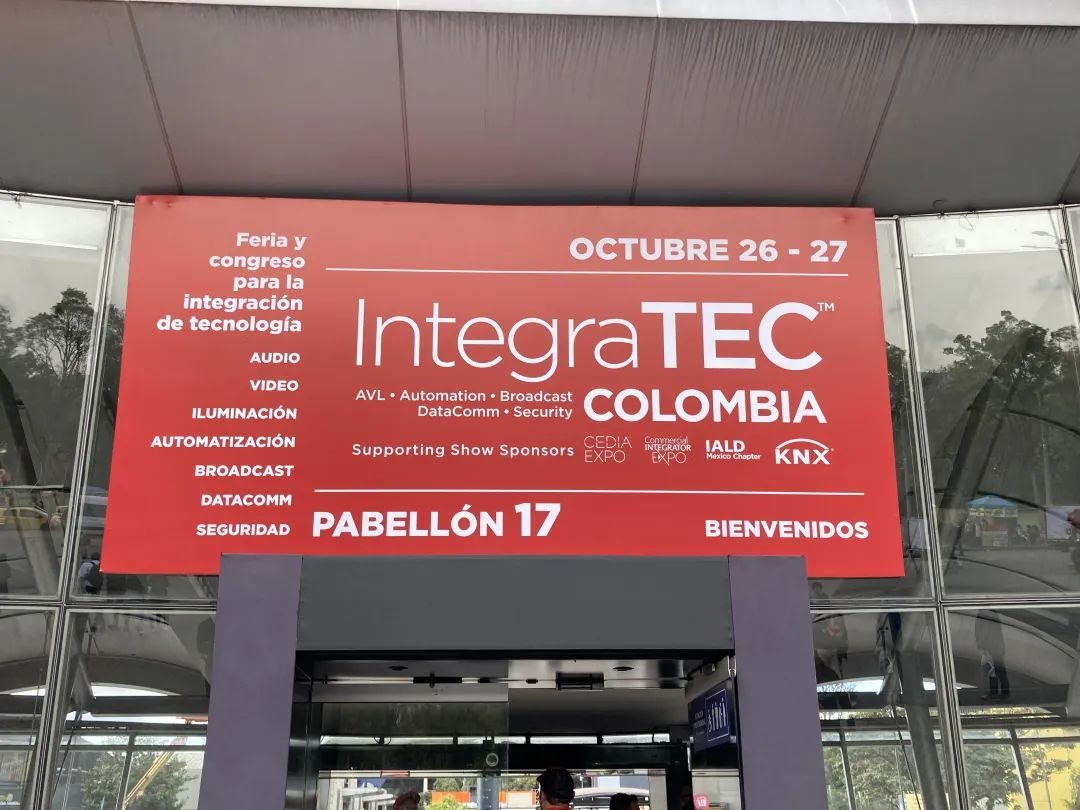 Feria y
congreso
para la
integración
de tecnología
AUDIO
VIDEO
ILUMINACIÓN
AUTOMATIZACIÓN
BROADCAST
DATACOMM
SEGURIDAD
OCTUBRE 26 - 27
IntegraTEC™
AVL • Automation • Broadcast
DataComm • Security
COLOMBIA
Supporting Show Sponsors
CEDIA
EXPO
Commercial
INTEGRATOR
EXPO
IALD
Mexico Chapter
KNX®
PABELLÓN 17
BIENVENIDOS